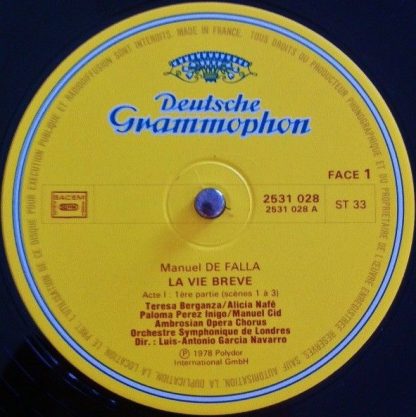 TOUS DROITS DU PRODUCTEUR PHONOGRAPHIQUE ET DU PROPRIETAIRE DE L'ŒUVRE ENREGISTREE RESERVES. SAUF AUTORISATION, LA DUPLICATION, LA LOCATION, LE PRET, L'UTILISATION DE CE DISQUE POUR EXECUTION PUBLIQUE ET RADIODIFFUSION SONT INTERDITS. MADE IN FRANCE.
Deutsche
Grammophon
FACE 1
SACEM
2531 028
2531 028 A
ST 33
Manuel DE FALLA
LA VIE BREVE
Acte I : 1ère partie (scènes 1 à 3)
Teresa Berganza/Alicia Nafé
Paloma Perez Inigo/Manuel Cid
Ambrosian Opera Chorus
Orchestre Symphonique de Londres
Dir. : Luis-Antonio Garcia Navarro
Ⓟ 1978 Polydor
International GmbH